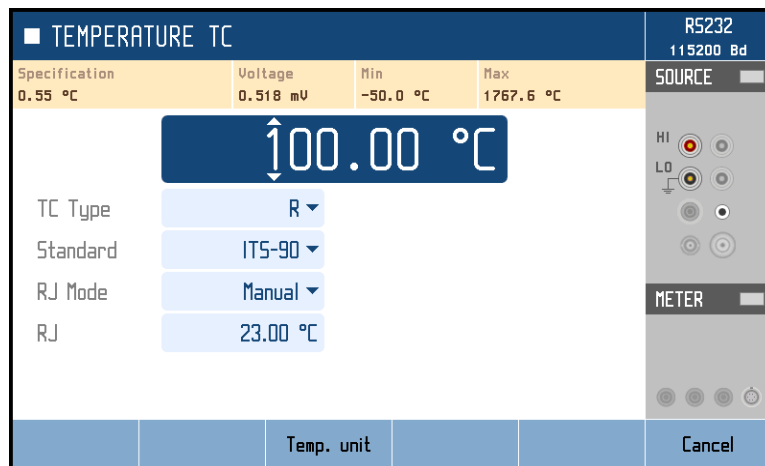 TEMPERATURE TC
RS232
115200 Bd
Specification Voltage Min Max
0.55 °C 0.518 mV -50.0 °C 1767.6 °C
SOURCE
100.00 °C
HI
LO
TC Type R
Standard ITS-90
RJ Mode Manual
METER
RJ 23.00 °C
Temp. unit Cancel